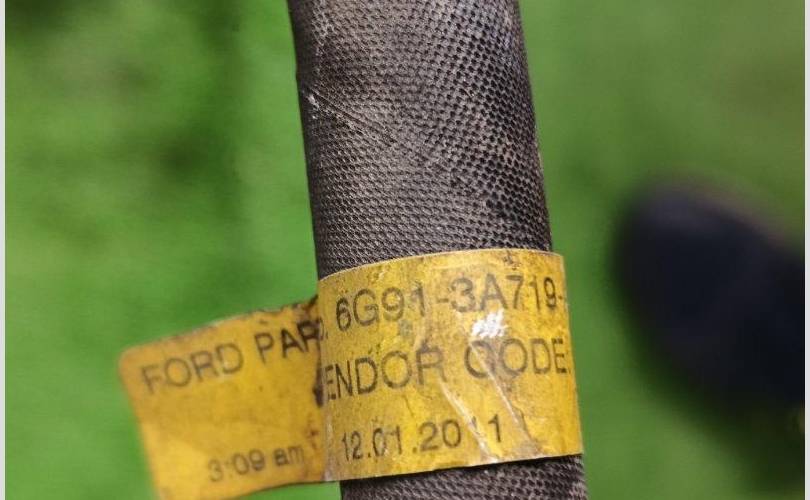 FORD PAR . 6G91-3A719-
ENDOR CODE
3:09 am 12.01.2011